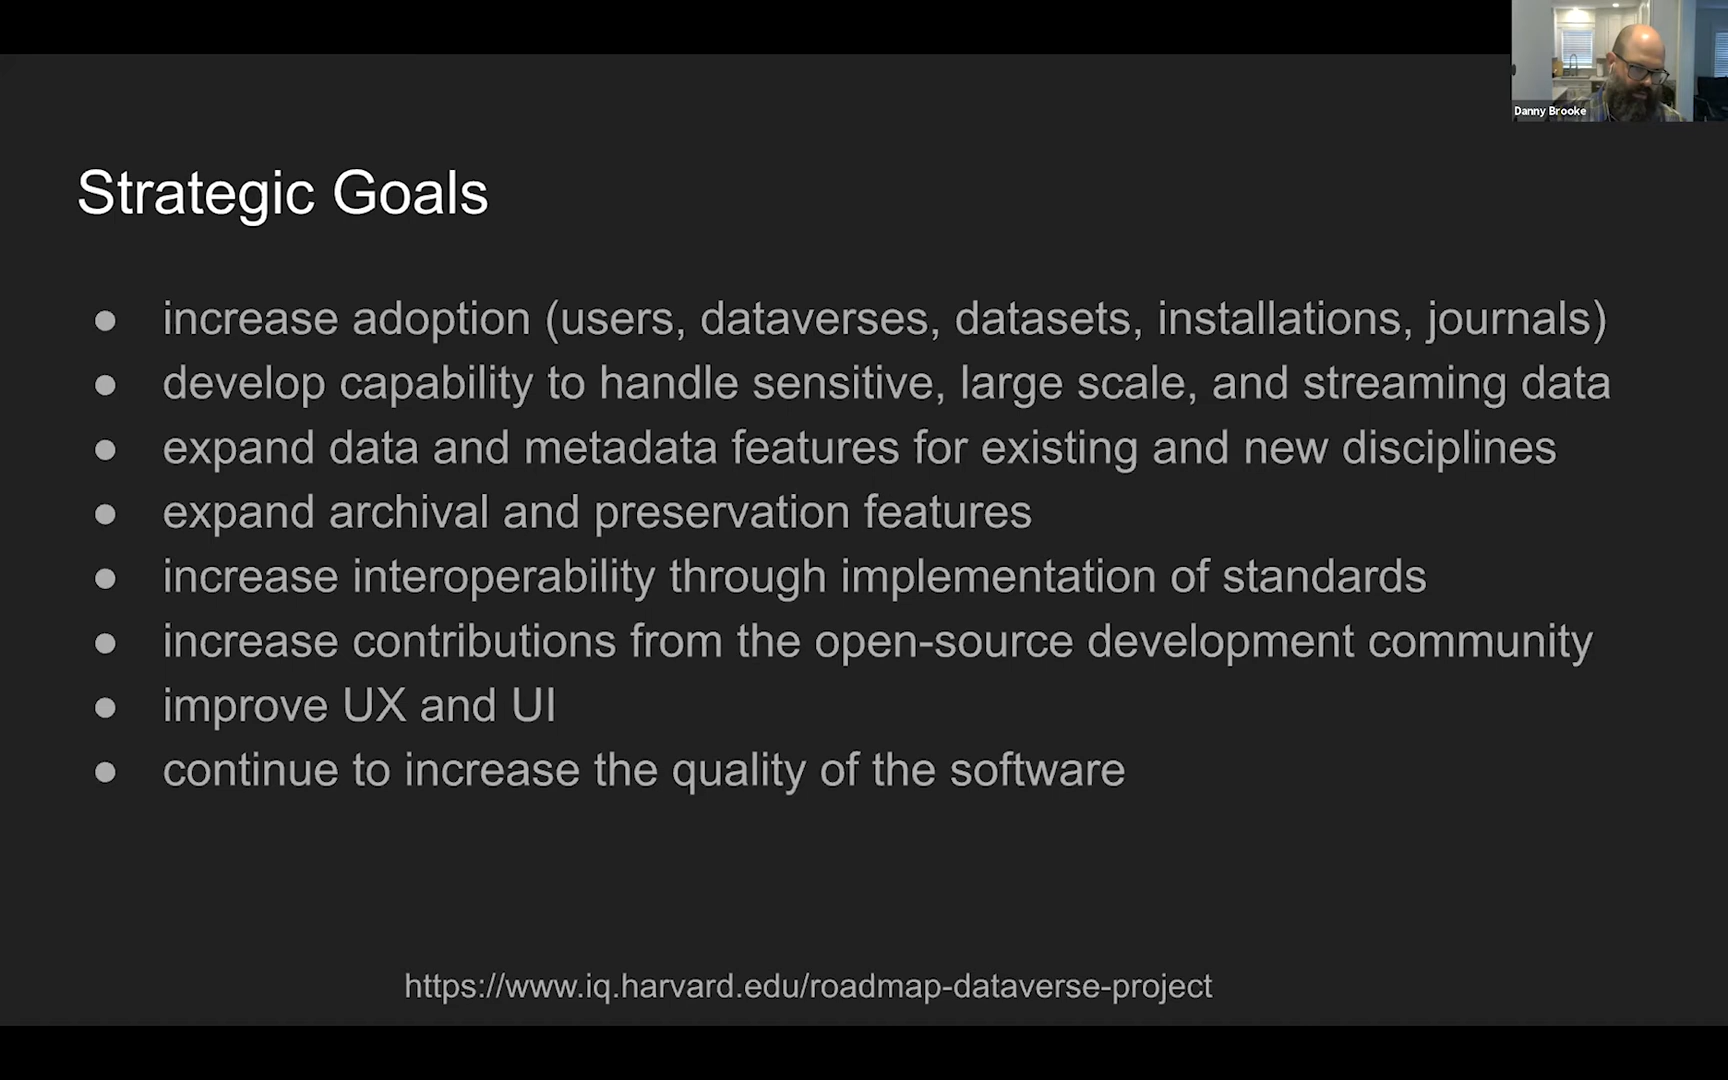 Danny Brooke
Strategic Goals
● increase adoption (users, dataverses, datasets, installations, journals)
● develop capability to handle sensitive, large scale, and streaming data
● expand data and metadata features for existing and new disciplines
● expand archival and preservation features
● increase interoperability through implementation of standards
● increase contributions from the open-source development community
● improve UX and UI
● continue to increase the quality of the software
https://www.iq.harvard.edu/roadmap-dataverse-project